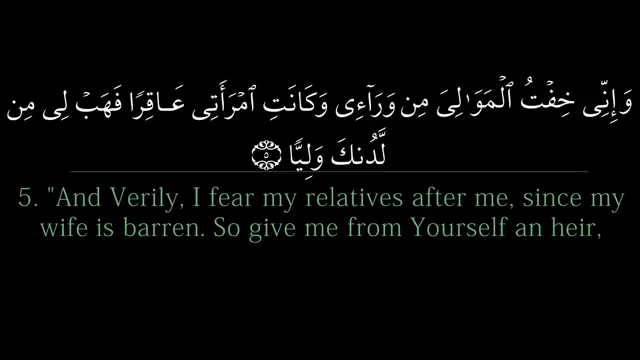 وَإِنِّى خِفْتُ ٱلْمَوَٰلِىَ مِن وَرَآءِى وَكَانَتِ ٱمْرَأَتِى عَاقِرًا فَهَبْ لِى مِن
لَّدُنكَ وَلِيًّا ۝٥
5. "And Verily, I fear my relatives after me, since my
wife is barren. So give me from Yourself an heir,